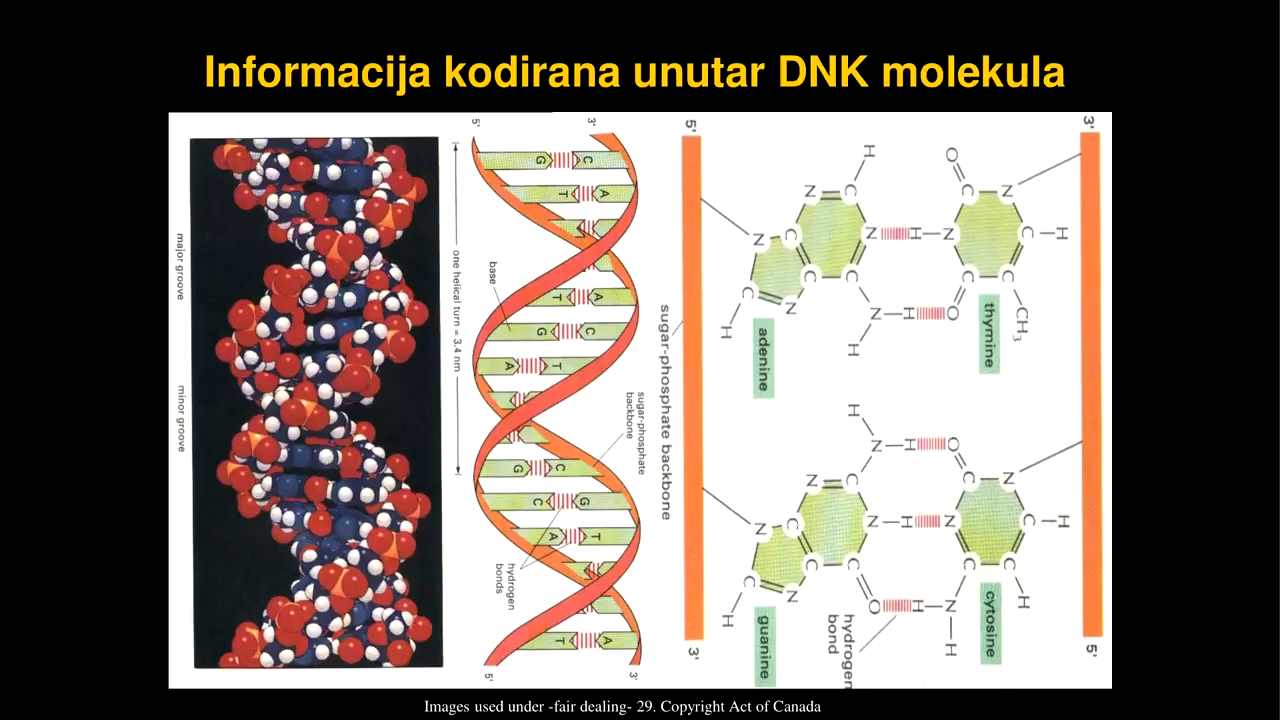 Informacija kodirana unutar DNK molekula
major groove
minor groove
5'
3'
one helical turn = 3.4 nm
base
sugar-phosphate
backbone
hydrogen
bonds
G C
T A
T A
G C
A T
G C
C G
A T
T A
5'
3'
5'
3'
sugar-phosphate backbone
H
O
N C
C N
N C
N H N
C H
C C
C C
C
N
N H O
CH3
H
H
adenine
thymine
H
N H O
N C
C N
N C
N H N
C H
C C
C C
C
N
O H N
H
H
H
guanine
cytosine
hydrogen
bond
3'
5'
Images used under -fair dealing- 29. Copyright Act of Canada